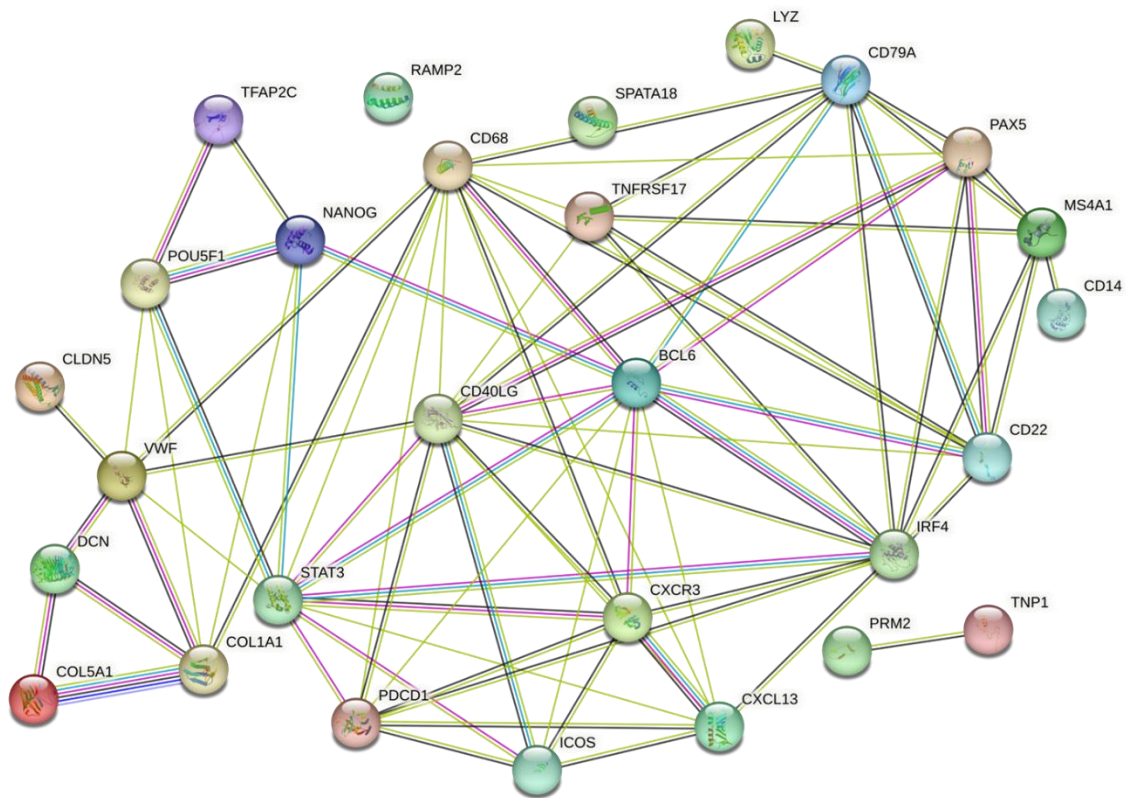 LYZ
CD79A
RAMP2
TFAP2C
SPATA18
PAX5
CD68
TNFRSF17
MS4A1
NANOG
POU5F1
CD14
BCL6
CLDN5
CD40LG
VWF
CD22
IRF4
DCN
STAT3
CXCR3
TNP1
PRM2
COL1A1
COL5A1
PDCD1
CXCL13
ICOS